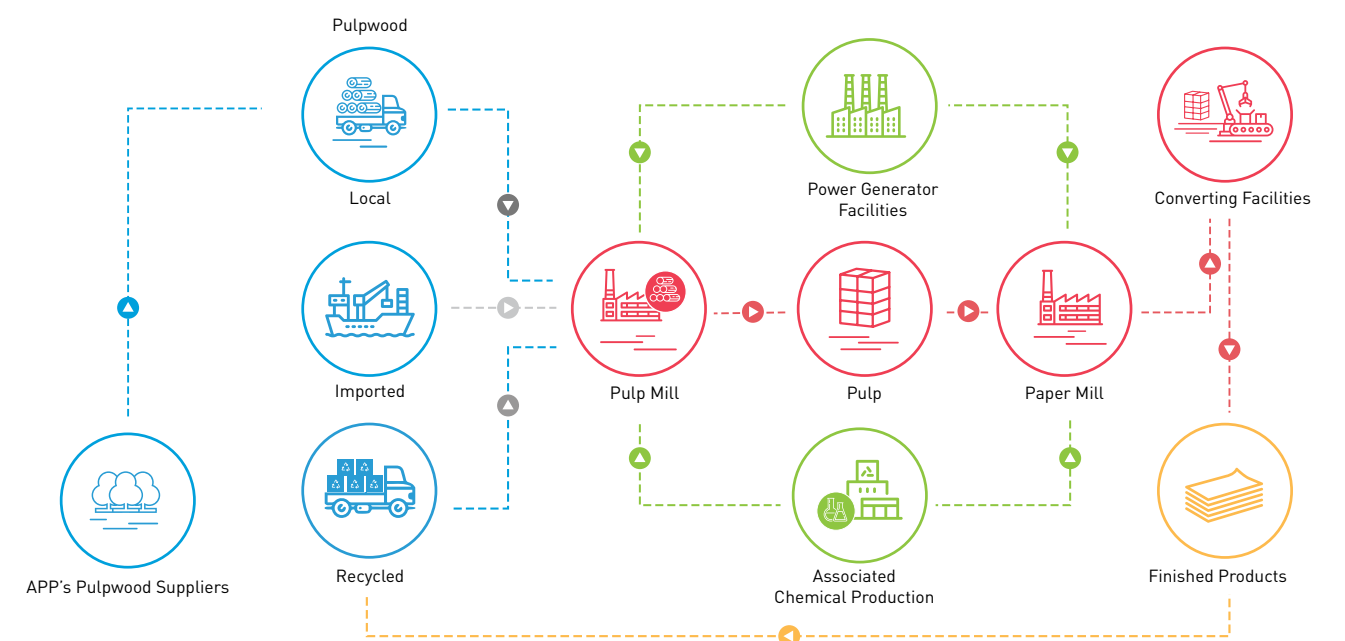 Pulpwood
Local
Imported
Recycled
APP's Pulpwood Suppliers
Power Generator
Facilities
Pulp Mill
Pulp
Paper Mill
Associated
Chemical Production
Converting Facilities
Finished Products